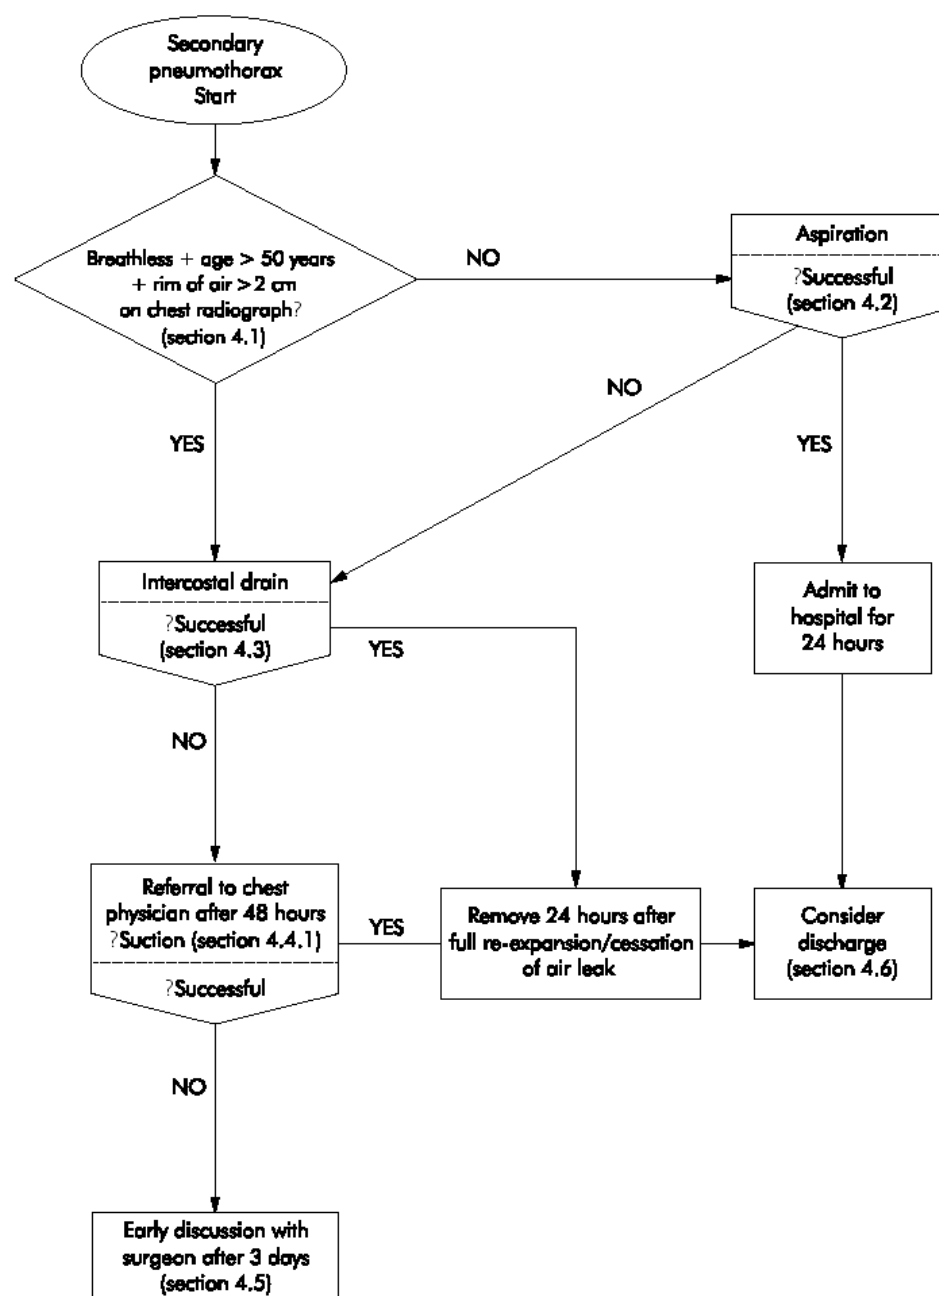 Secondary
pneumothorax
Start
Breathless + age > 50 years
+ rim of air > 2 cm
on chest radiograph?
(section 4.1)
NO
Aspiration
?Successful
(section 4.2)
NO
YES
YES
Intercostal drain
?Successful
(section 4.3)
YES
Admit to
hospital for
24 hours
NO
Referral to chest
physician after 48 hours
?Suction (section 4.4.1)
?Successful
YES
Remove 24 hours after
full re-expansion/cessation
of air leak
Consider
discharge
(section 4.6)
NO
Early discussion with
surgeon after 3 days
(section 4.5)